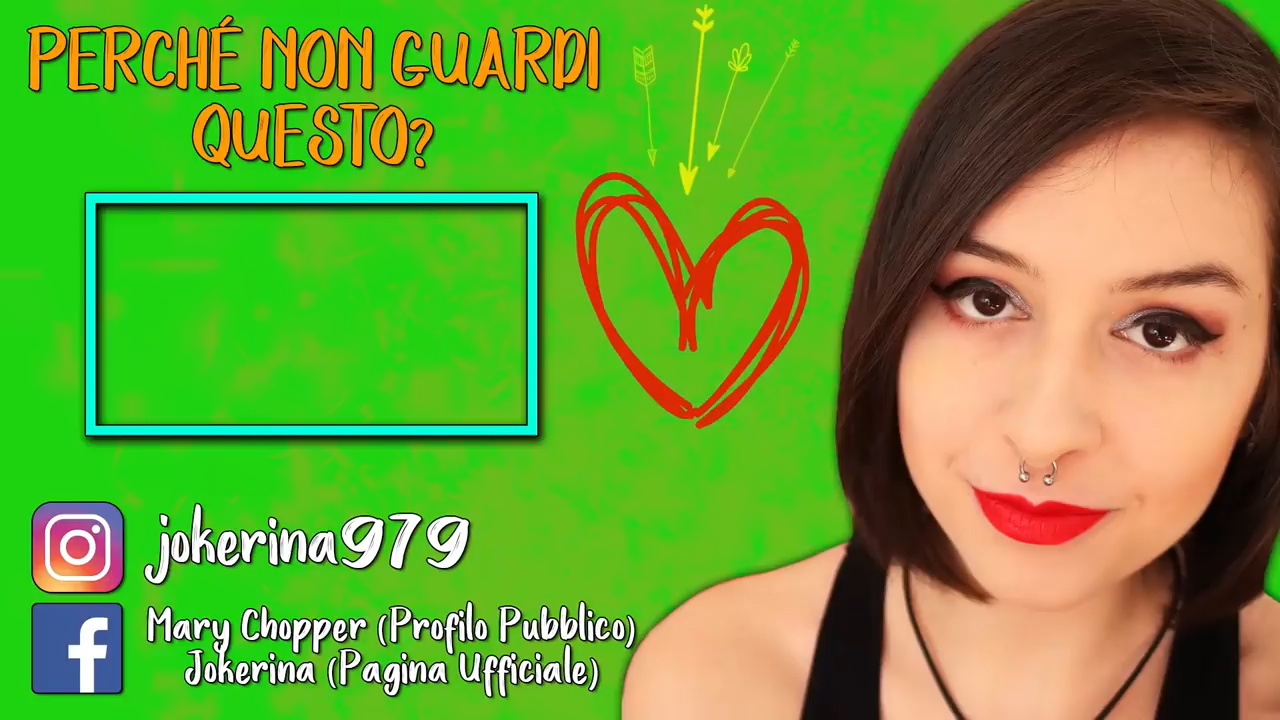 PERCHÉ NON GUARDI
QUESTO?
jokerina979
Mary Chopper (Profilo Pubblico)
Jokerina (Pagina Ufficiale)